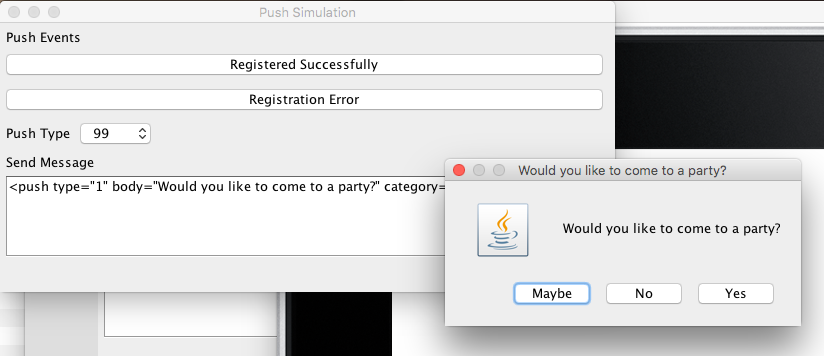 Push Simulation
Push Events
Registered Successfully
Registration Error
Push Type 99
Send Message
<push type="1" body="Would you like to come to a party?" category=
Would you like to come to a party?
Would you like to come to a party?
Maybe No Yes